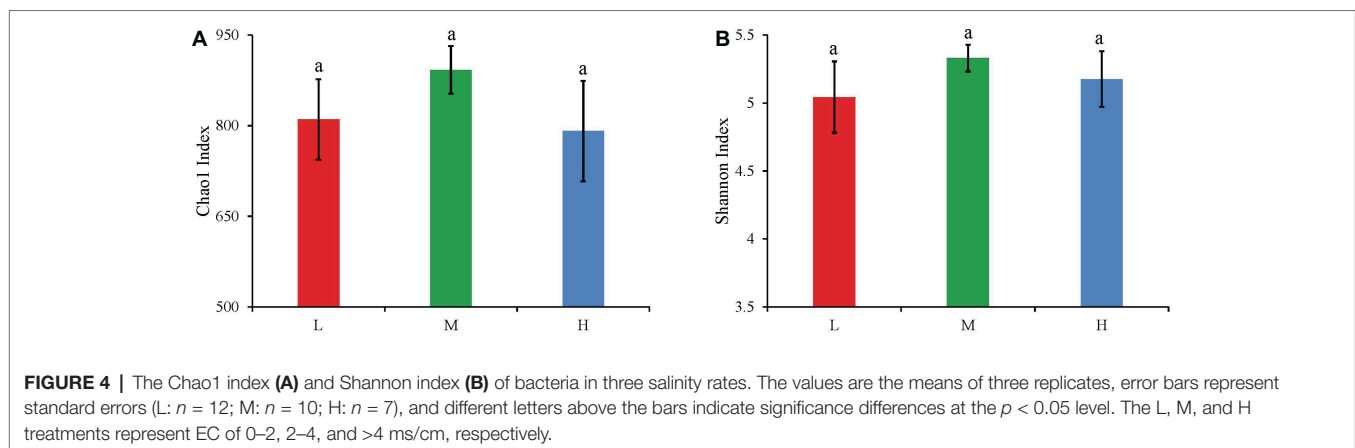 A
950
800
650
500
Chao1 Index
a
a
a
L
M
H
B
5.5
5
4.5
4
3.5
Shannon Index
a
a
a
L
M
H
FIGURE 4 | The Chao1 index (A) and Shannon index (B) of bacteria in three salinity rates. The values are the means of three replicates, error bars represent
standard errors (L: n = 12; M: n = 10; H: n = 7), and different letters above the bars indicate significance differences at the p < 0.05 level. The L, M, and H
treatments represent EC of 0–2, 2–4, and >4 ms/cm, respectively.